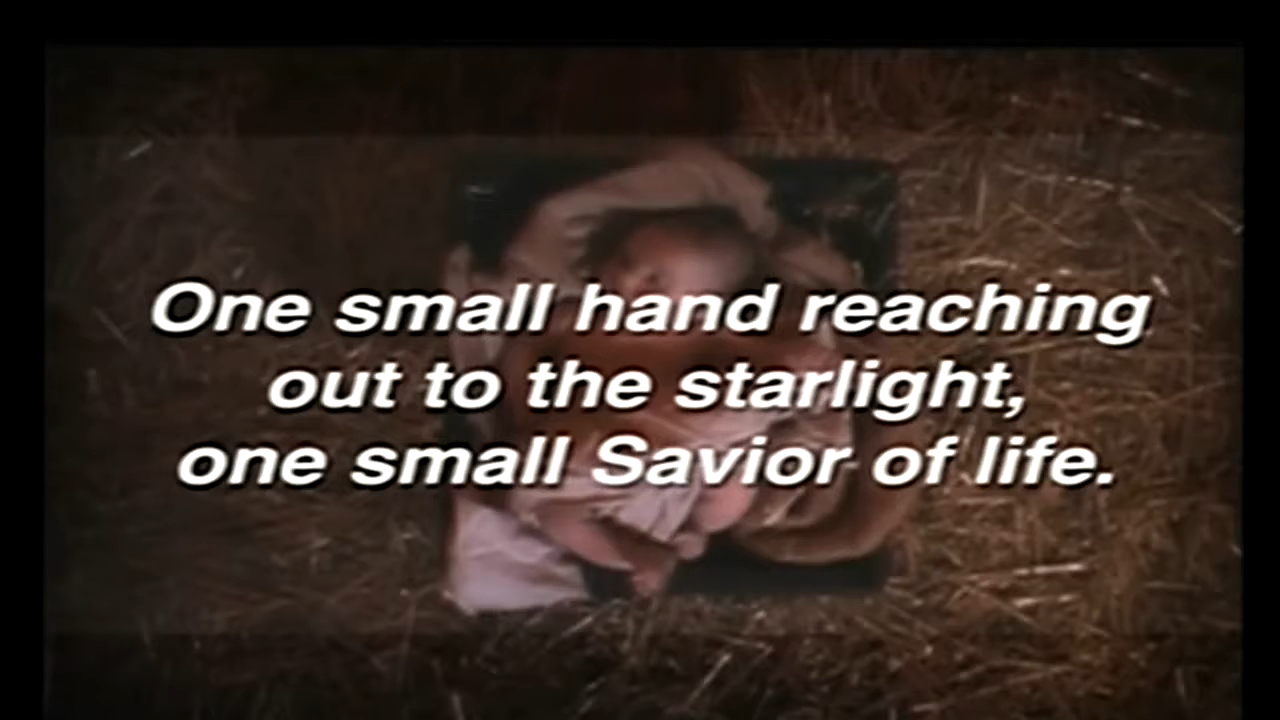 One small hand reaching
out to the starlight,
one small Savior of life.